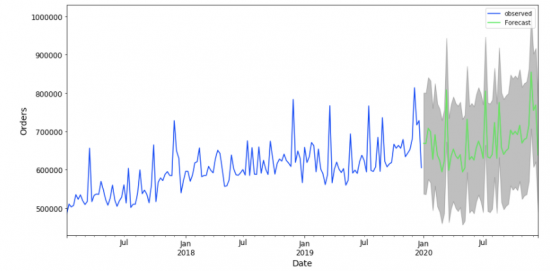 observed
Forecast
1000000
900000
800000
700000
600000
500000
Orders
Jul
Jan
2018
Jul
Jan
2019
Jul
Jan
2020
Jul
Date